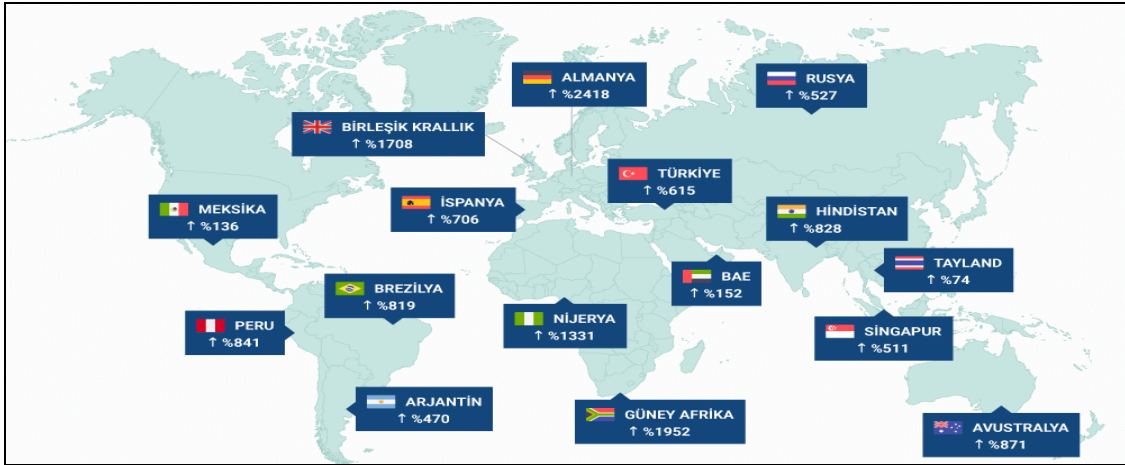 ALMANYA
↑ %2418
RUSYA
↑ %527
BİRLEŞİK KRALLIK
↑ %1708
TÜRKİYE
↑ %615
İSPANYA
↑ %706
MEKSİKA
↑ %136
HİNDİSTAN
↑ %828
TAYLAND
↑ %74
BAE
↑ %152
BREZİLYA
↑ %819
NİJERYA
↑ %1331
PERU
↑ %841
SİNGAPUR
↑ %511
ARJANTİN
↑ %470
GÜNEY AFRİKA
↑ %1952
AVUSTRALYA
↑ %871